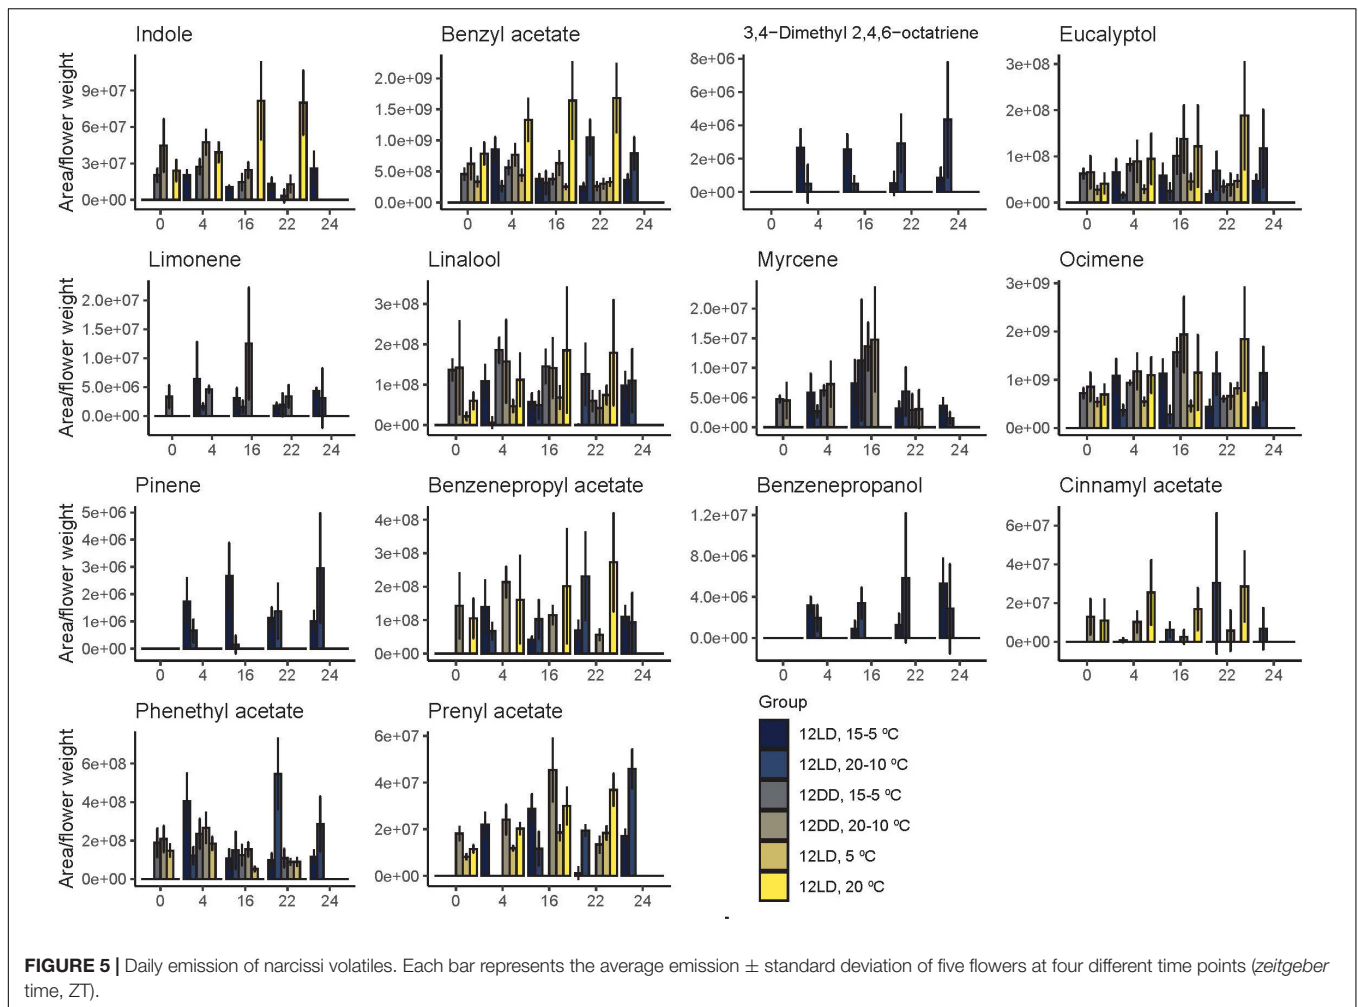 Indole
Benzyl acetate
3,4−Dimethyl 2,4,6−octatriene
Eucalyptol
Area/flower weight
9e+07
6e+07
3e+07
0e+00
0 4 16 22 24
2.0e+09
1.5e+09
1.0e+09
5.0e+08
0.0e+00
0 4 16 22 24
8e+06
6e+06
4e+06
2e+06
0e+00
0 4 16 22 24
3e+08
2e+08
1e+08
0e+00
0 4 16 22 24
Limonene
Linalool
Myrcene
Ocimene
Area/flower weight
2.0e+07
1.5e+07
1.0e+07
5.0e+06
0.0e+00
0 4 16 22 24
3e+08
2e+08
1e+08
0e+00
0 4 16 22 24
2.0e+07
1.5e+07
1.0e+07
5.0e+06
0.0e+00
0 4 16 22 24
3e+09
2e+09
1e+09
0e+00
0 4 16 22 24
Pinene
Benzenepropyl acetate
Benzenepropanol
Cinnamyl acetate
Area/flower weight
5e+06
4e+06
3e+06
2e+06
1e+06
0e+00
0 4 16 22 24
4e+08
3e+08
2e+08
1e+08
0e+00
0 4 16 22 24
1.2e+07
8.0e+06
4.0e+06
0.0e+00
0 4 16 22 24
6e+07
4e+07
2e+07
0e+00
0 4 16 22 24
Phenethyl acetate
Prenyl acetate
Area/flower weight
6e+08
4e+08
2e+08
0e+00
0 4 16 22 24
6e+07
4e+07
2e+07
0e+00
0 4 16 22 24
Group
12LD, 15-5 ºC
12LD, 20-10 ºC
12DD, 15-5 ºC
12DD, 20-10 ºC
12LD, 5 ºC
12LD, 20 ºC
FIGURE 5 | Daily emission of narcissi volatiles. Each bar represents the average emission ± standard deviation of five flowers at four different time points (zeitgeber
time, ZT).